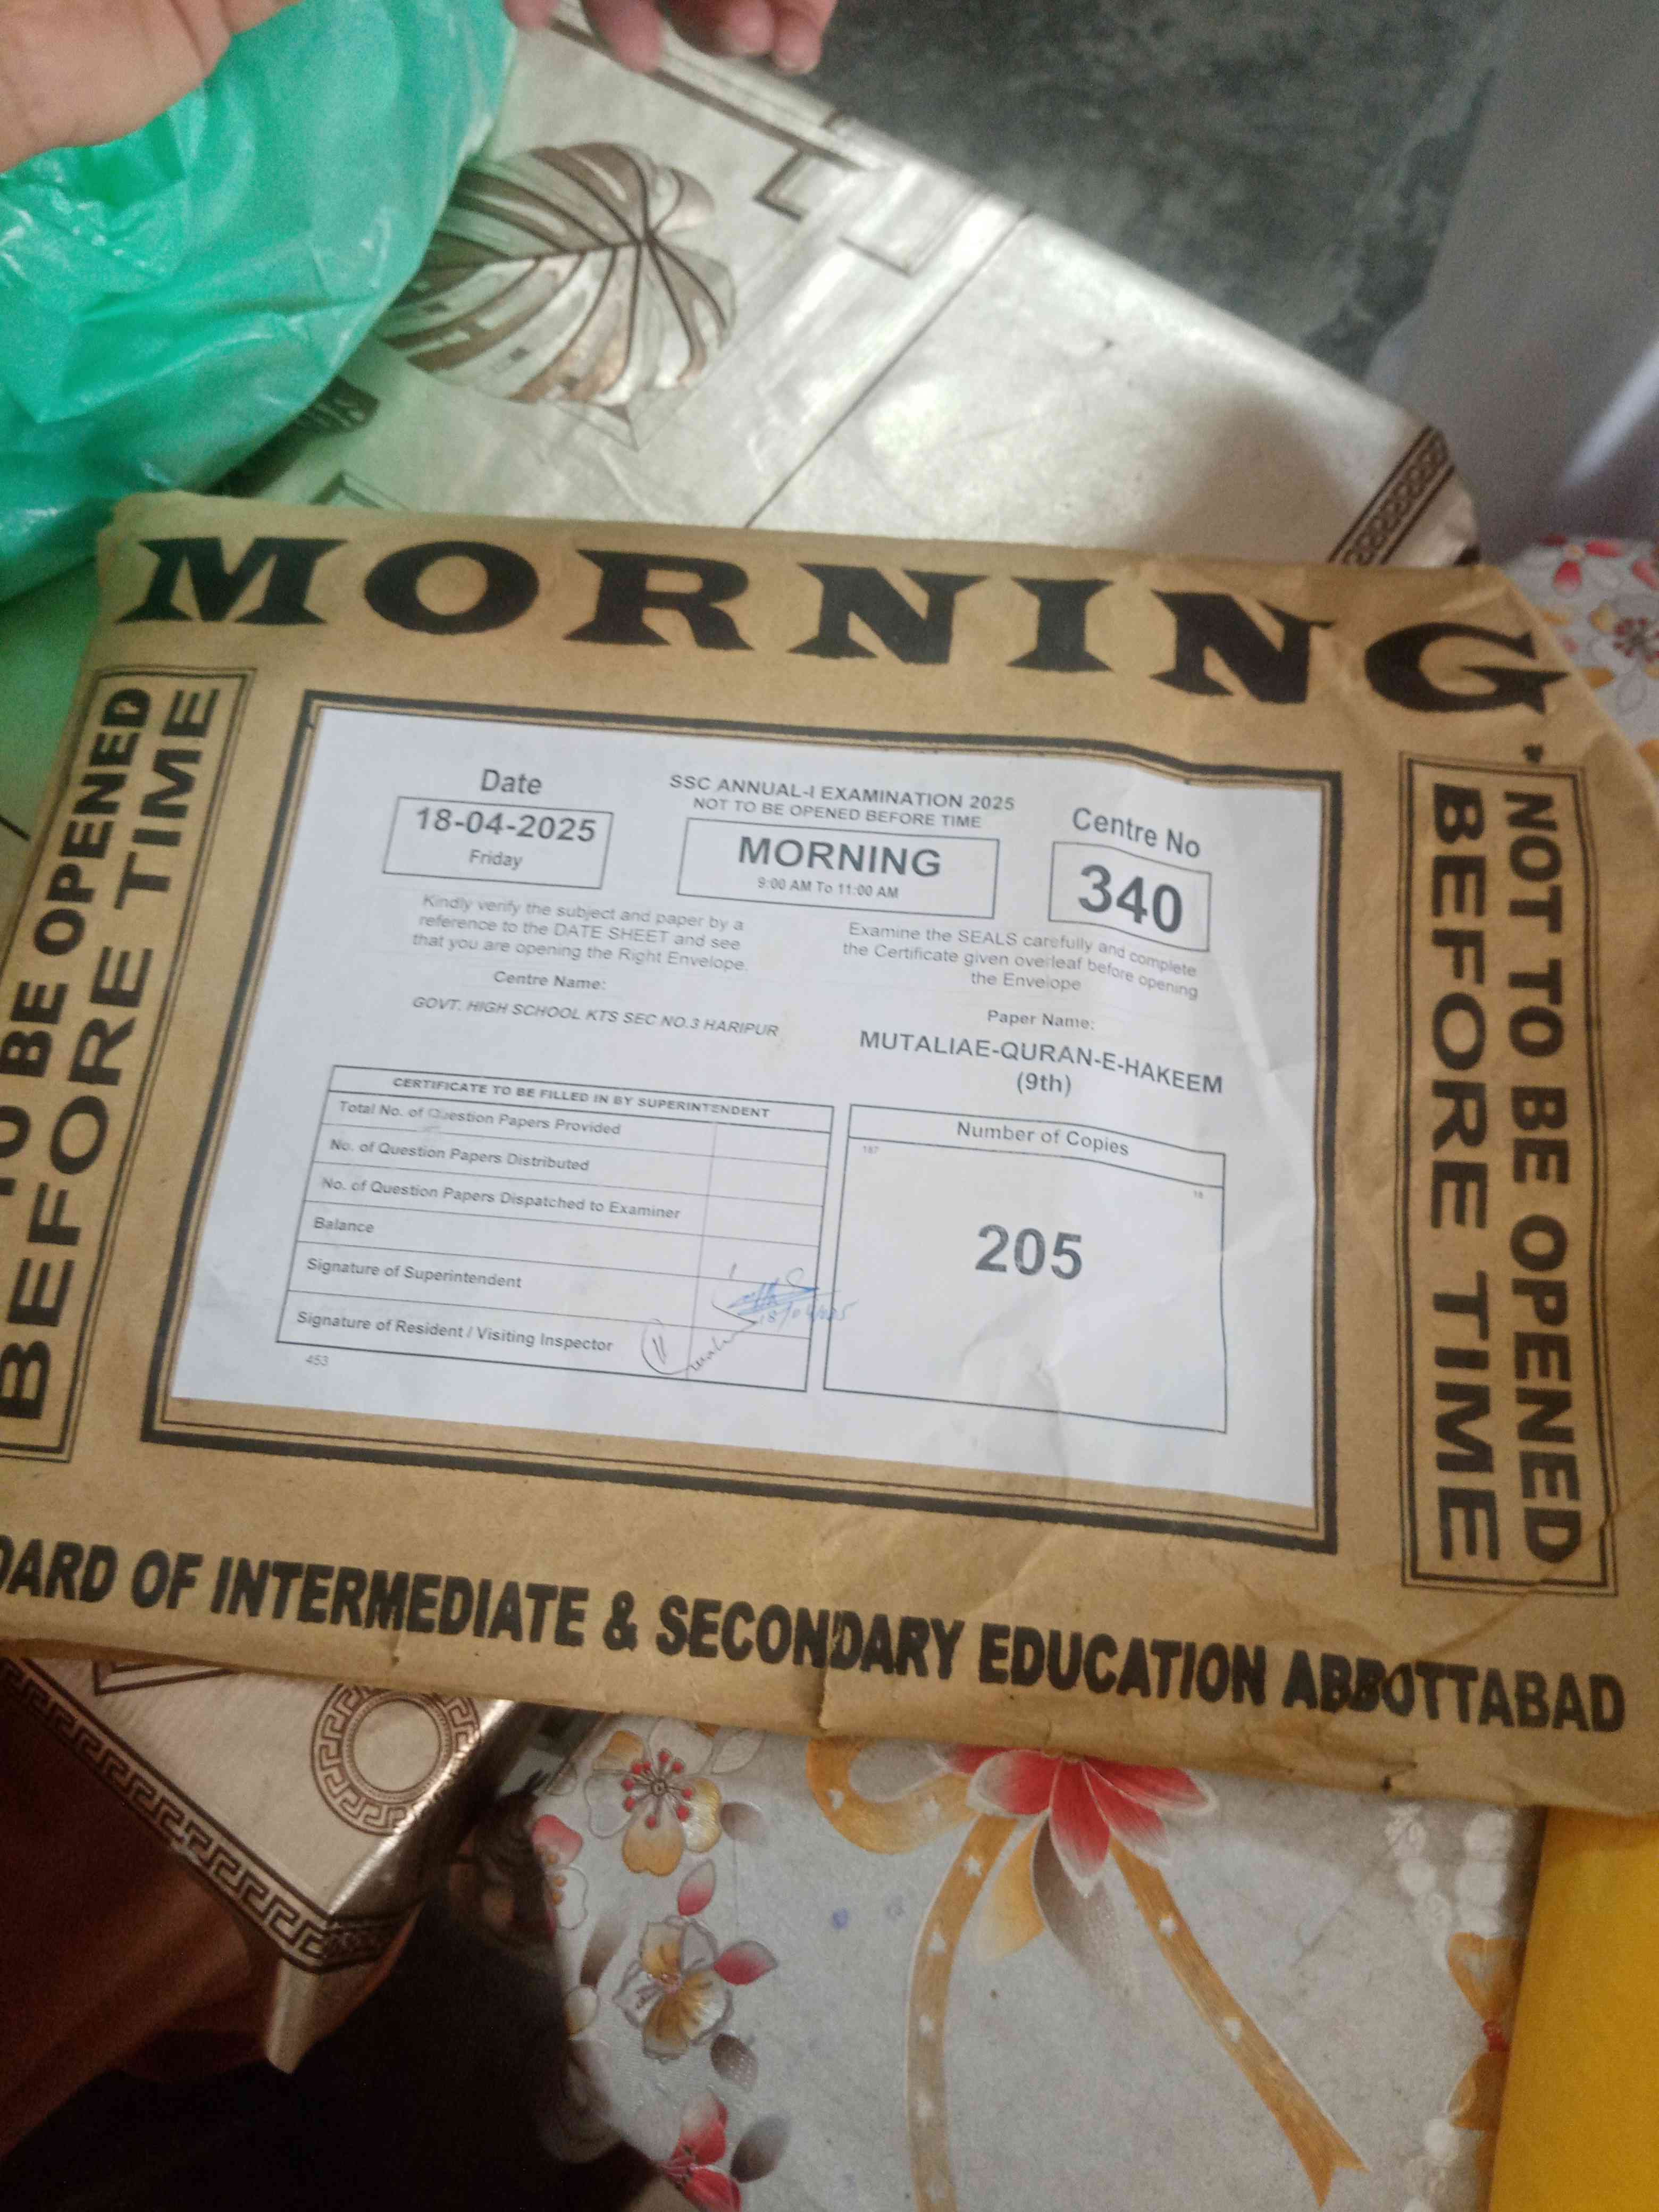 MORNING
TO BE OPENED
BEFORE TIME
NOT TO BE OPENED
BEFORE TIME
Date
18-04-2025
Friday
SSC ANNUAL-I EXAMINATION 2025
NOT TO BE OPENED BEFORE TIME
MORNING
9:00 AM To 11:00 AM
Centre No
340
Kindly verify the subject and paper by a
reference to the DATE SHEET and see
that you are opening the Right Envelope.
Examine the SEALS carefully and complete
the Certificate given overleaf before opening
the Envelope
Centre Name:
GOVT. HIGH SCHOOL KTS SEC NO.3 HARIPUR
Paper Name:
MUTALIAE-QURAN-E-HAKEEM
(9th)
CERTIFICATE TO BE FILLED IN BY SUPERINTENDENT
Total No. of Question Papers Provided
No. of Question Papers Distributed
No. of Question Papers Dispatched to Examiner
Balance
Signature of Superintendent
Signature of Resident / Visiting Inspector
453
Number of Copies
187
18
205
OARD OF INTERMEDIATE & SECONDARY EDUCATION ABBOTTABAD